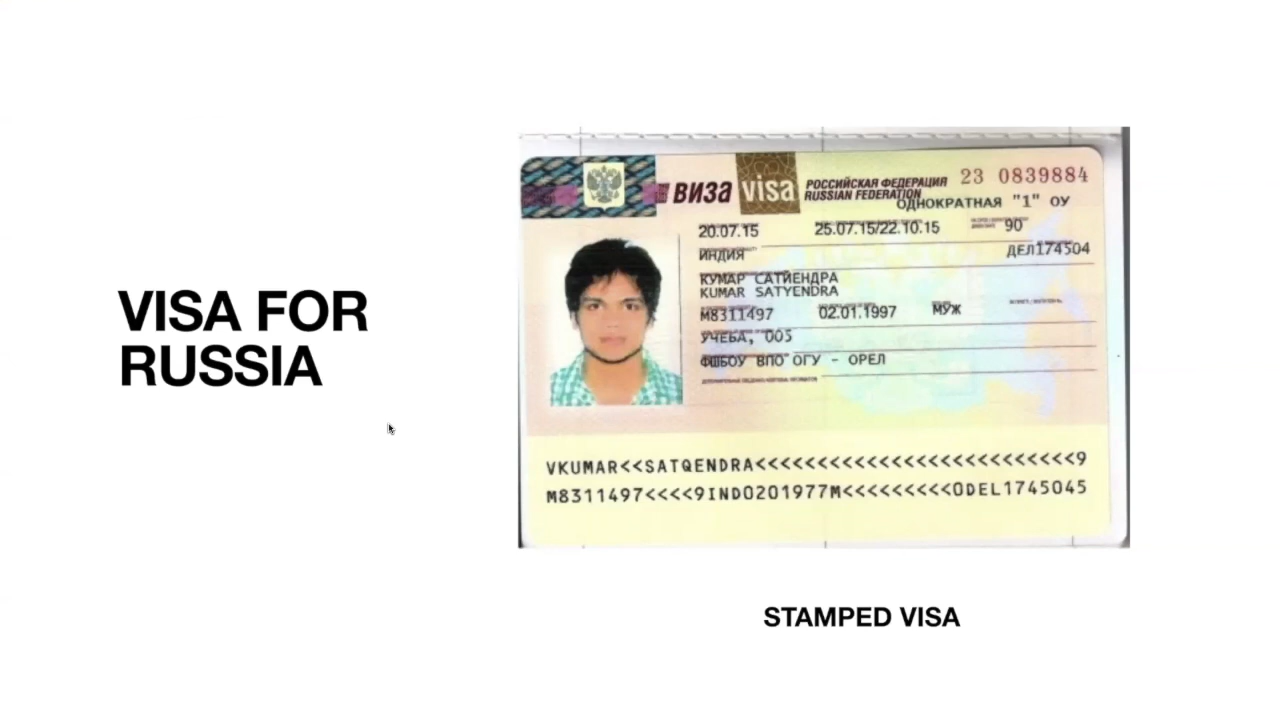 VISA FOR
RUSSIA
ВИЗА visa РОССИЙСКАЯ ФЕДЕРАЦИЯ
RUSSIAN FEDERATION
23 0839884
ОДНОКРАТНАЯ "1" ОУ
20.07.15 25.07.15/22.10.15 90
ИНДИЯ ДЕЛ174504
КУМАР САТИЕНДРА
KUMAR SATYENDRA
M8311497 02.01.1997 МУЖ
УЧЕБА, 005
ФШБОУ ВПО ОГУ - ОРЕЛ
VKUMAR<<SATQENDRA<<<<<<<<<<<<<<<<<<<<<<<<<<9
M8311497<<<<9IND0201977M<<<<<<<<<0DEL1745045
STAMPED VISA